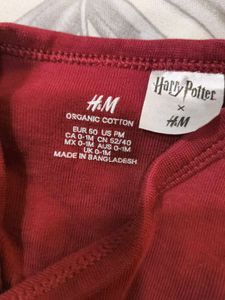 H&M
ORGANIC COTTON
EUR 50 US PM
CA 0-1M CN 52/40
MX 0-1M AUS 0-1M
UK 0-1M
MADE IN BANGLADESH
Harry Potter
×
H&M